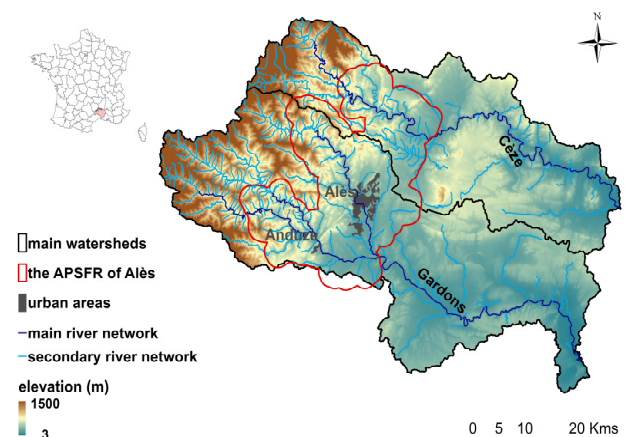 N
Cèze
Alès
Anduze
Gardons
main watersheds
the APSFR of Alès
urban areas
main river network
secondary river network
elevation (m)
1500
3
0 5 10 20 Kms